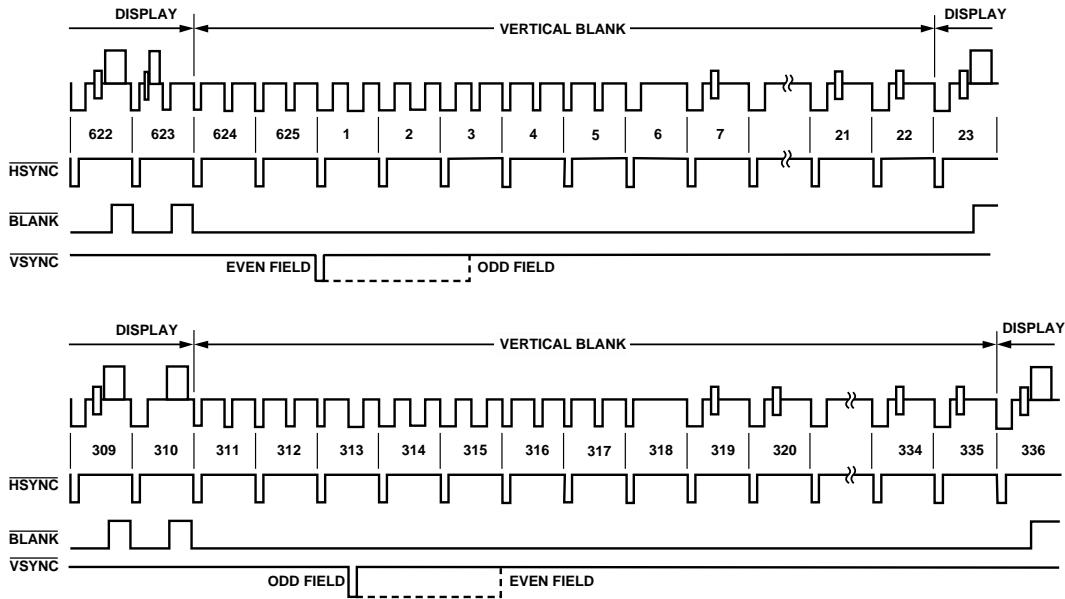 DISPLAY VERTICAL BLANK DISPLAY
622 623 624 625 1 2 3 4 5 6 7 21 22 23
HSYNC
BLANK
VSYNC
EVEN FIELD ODD FIELD
DISPLAY VERTICAL BLANK DISPLAY
309 310 311 312 313 314 315 316 317 318 319 320 334 335 336
HSYNC
BLANK
VSYNC
ODD FIELD EVEN FIELD